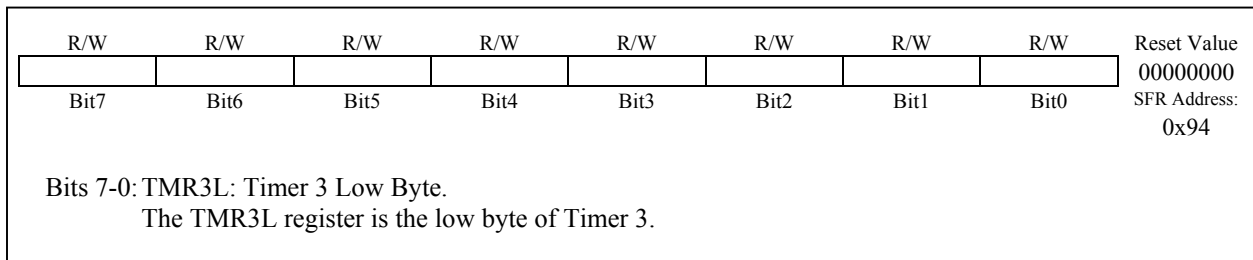 R/W R/W R/W R/W R/W R/W R/W R/W Reset Value
00000000
Bit7 Bit6 Bit5 Bit4 Bit3 Bit2 Bit1 Bit0 SFR Address:
0x94
Bits 7-0: TMR3L: Timer 3 Low Byte.
The TMR3L register is the low byte of Timer 3.